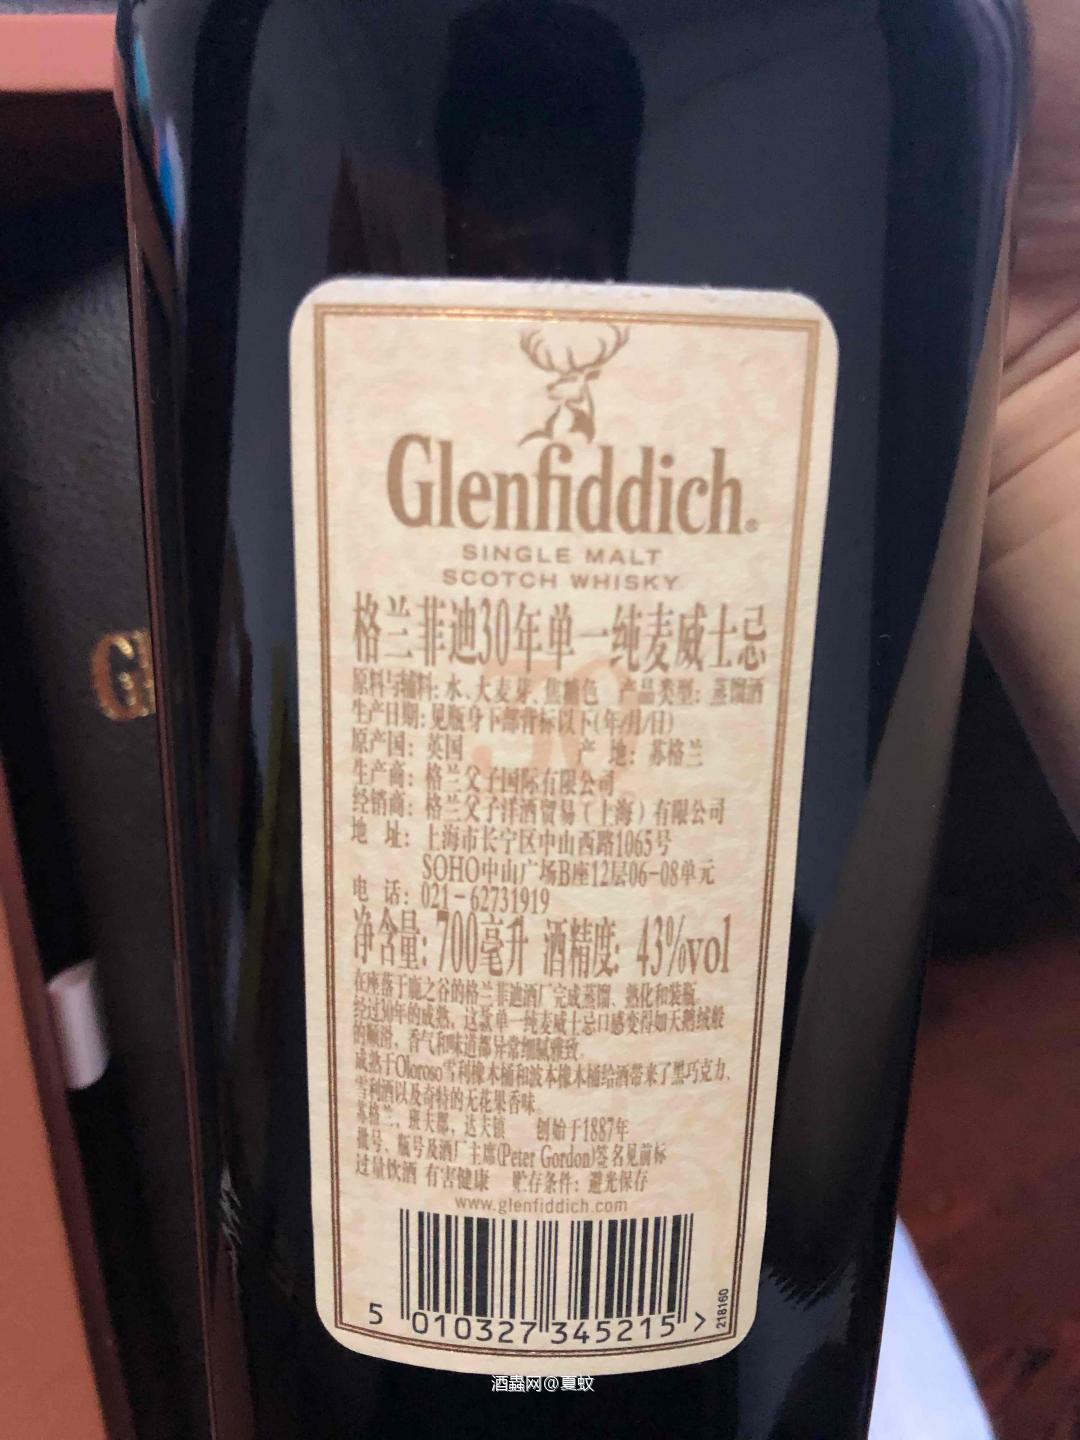 Glenfiddich®
SINGLE MALT
SCOTCH WHISKY
格兰菲迪30年单一纯麦威士忌
原料与辅料: 水、大麦芽、焦糖色 产品类型: 蒸馏酒
生产日期: 见瓶身下部背标以下(年/月/日)
原产国: 英国 产 地: 苏格兰
生产商: 格兰父子国际有限公司
经销商: 格兰父子洋酒贸易(上海)有限公司
地 址: 上海市长宁区中山西路1065号
SOHO中山广场B座12层06-08单元
电 话: 021-62731919
净含量: 700毫升 酒精度: 43%vol
在座落于鹿之谷的格兰菲迪酒厂完成蒸馏、熟化和装瓶。
经过30年的成熟, 这款单一纯麦威士忌口感变得如天鹅绒般
的顺滑, 香气和味道都异常细腻雅致。
成熟于Oloroso雪利橡木桶和波本橡木桶给酒带来了黑巧克力、
雪利酒以及奇特的无花果香味。
苏格兰, 班夫郡, 达夫镇 创始于1887年
批号、瓶号及酒厂主席(Peter Gordon)签名见前标
过量饮酒 有害健康 贮存条件: 避光保存
www.glenfiddich.com
5 010327 345215 >
218160
30
G
酒蟲网@夏蚊